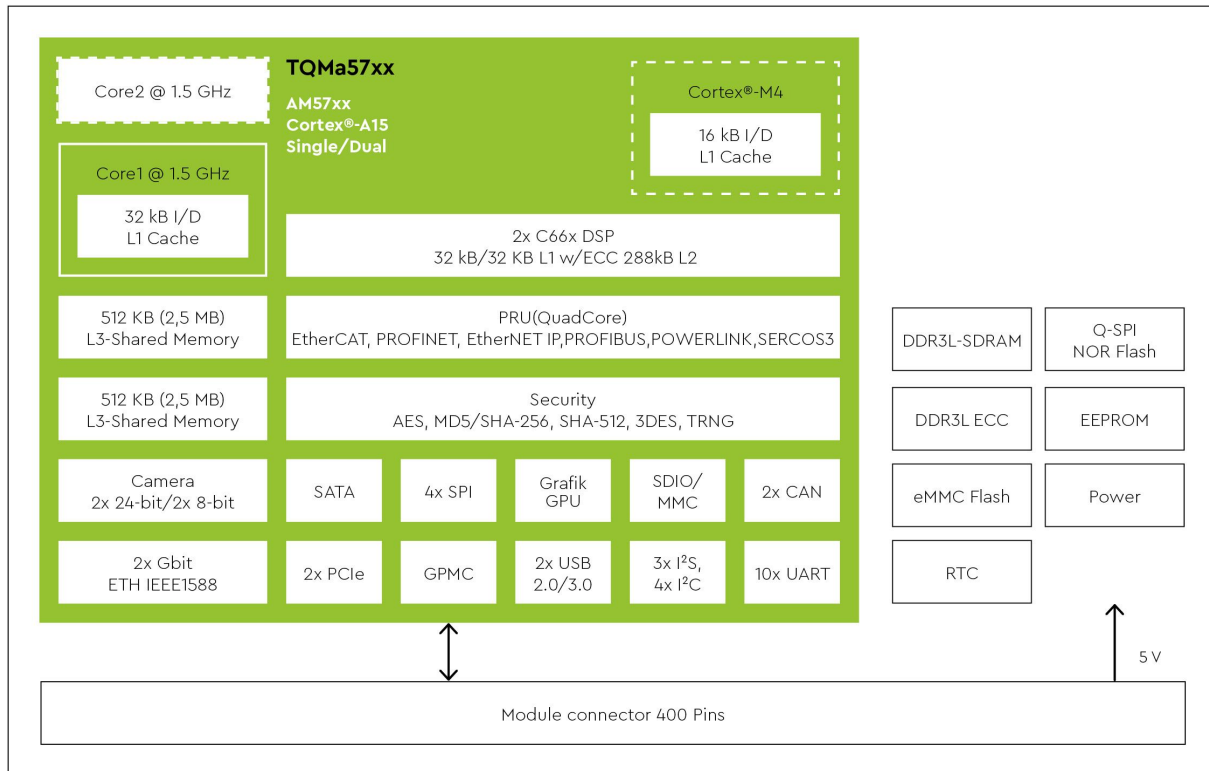 TQMa57xx
AM57xx
Cortex®-A15
Single/Dual
Core2 @ 1.5 GHz
Core1 @ 1.5 GHz
32 kB I/D
L1 Cache
Cortex®-M4
16 kB I/D
L1 Cache
2x C66x DSP
32 kB/32 KB L1 w/ECC 288kB L2
512 KB (2,5 MB)
L3-Shared Memory
PRU(QuadCore)
EtherCAT, PROFINET, EtherNET IP,PROFIBUS,POWERLINK,SERCOS3
512 KB (2,5 MB)
L3-Shared Memory
Security
AES, MD5/SHA-256, SHA-512, 3DES, TRNG
Camera
2x 24-bit/2x 8-bit
SATA
4x SPI
Grafik
GPU
SDIO/
MMC
2x CAN
2x Gbit
ETH IEEE1588
2x PCIe
GPMC
2x USB
2.0/3.0
3x I²S,
4x I²C
10x UART
DDR3L-SDRAM
Q-SPI
NOR Flash
DDR3L ECC
EEPROM
eMMC Flash
Power
RTC
5 V
Module connector 400 Pins